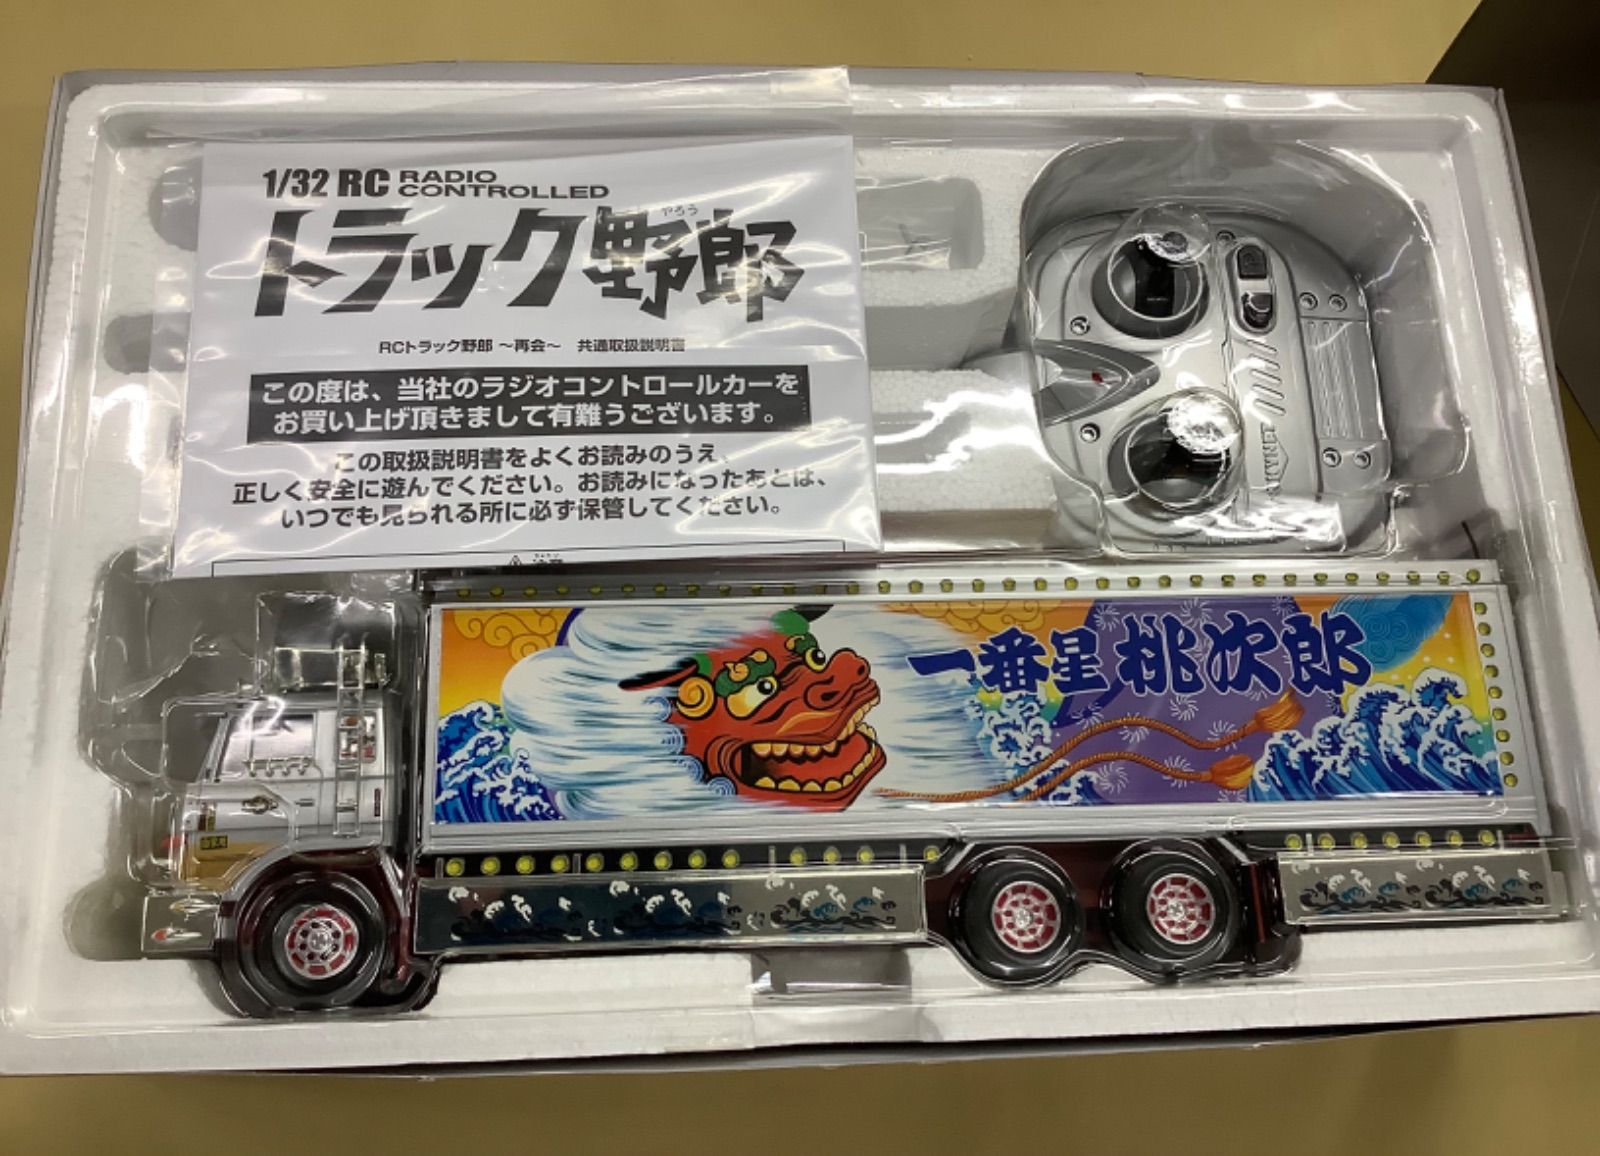 1/32 RC RADIO CONTROLLED
トラック野郎
やろう
RCトラック野郎 〜再会〜 共通取扱説明書
この度は、当社のラジオコントロールカーを
お買い上げ頂きまして有難うございます。
この取扱説明書をよくお読みのうえ、
正しく安全に遊んでください。お読みになったあとは、
いつでも見られる所に必ず保管してください。
一番星 桃次郎